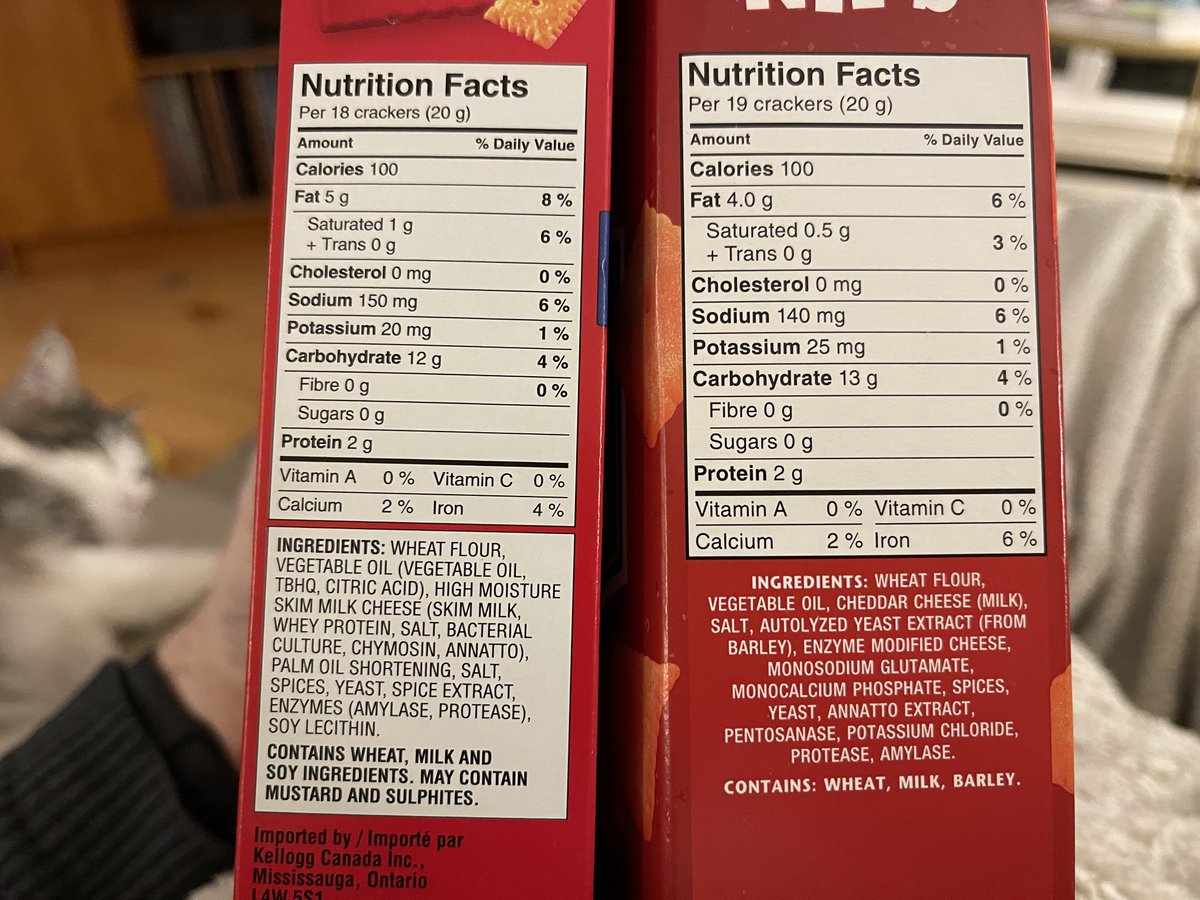 Nutrition Facts
Per 18 crackers (20 g)
Amount % Daily Value
Calories 100
Fat 5 g 8 %
Saturated 1 g
+ Trans 0 g 6 %
Cholesterol 0 mg 0 %
Sodium 150 mg 6 %
Potassium 20 mg 1 %
Carbohydrate 12 g 4 %
Fibre 0 g 0 %
Sugars 0 g
Protein 2 g
Vitamin A 0 % Vitamin C 0 %
Calcium 2 % Iron 4 %
INGREDIENTS: WHEAT FLOUR,
VEGETABLE OIL (VEGETABLE OIL,
TBHQ, CITRIC ACID), HIGH MOISTURE
SKIM MILK CHEESE (SKIM MILK,
WHEY PROTEIN, SALT, BACTERIAL
CULTURE, CHYMOSIN, ANNATTO),
PALM OIL SHORTENING, SALT,
SPICES, YEAST, SPICE EXTRACT,
ENZYMES (AMYLASE, PROTEASE),
SOY LECITHIN.
CONTAINS WHEAT, MILK AND
SOY INGREDIENTS. MAY CONTAIN
MUSTARD AND SULPHITES.
Imported by / Importé par
Kellogg Canada Inc.,
Mississauga, Ontario
L4W 5S1
Nutrition Facts
Per 19 crackers (20 g)
Amount % Daily Value
Calories 100
Fat 4.0 g 6 %
Saturated 0.5 g
+ Trans 0 g 3 %
Cholesterol 0 mg 0 %
Sodium 140 mg 6 %
Potassium 25 mg 1 %
Carbohydrate 13 g 4 %
Fibre 0 g 0 %
Sugars 0 g
Protein 2 g
Vitamin A 0 % Vitamin C 0 %
Calcium 2 % Iron 6 %
INGREDIENTS: WHEAT FLOUR,
VEGETABLE OIL, CHEDDAR CHEESE (MILK),
SALT, AUTOLYZED YEAST EXTRACT (FROM
BARLEY), ENZYME MODIFIED CHEESE,
MONOSODIUM GLUTAMATE,
MONOCALCIUM PHOSPHATE, SPICES,
YEAST, ANNATTO EXTRACT,
PENTOSANASE, POTASSIUM CHLORIDE,
PROTEASE, AMYLASE.
CONTAINS: WHEAT, MILK, BARLEY.